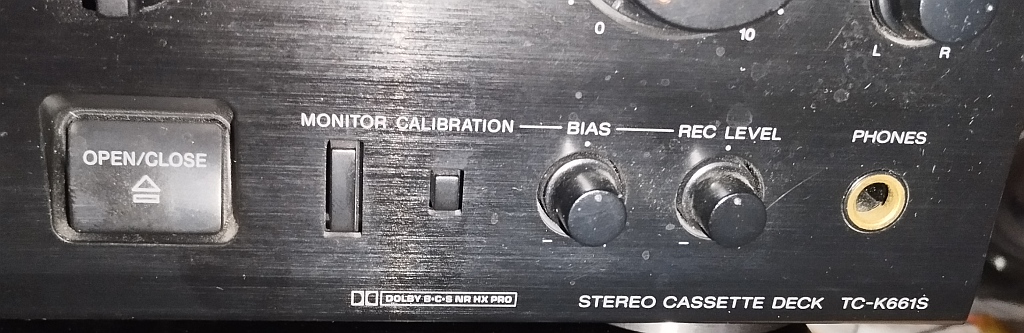 0 10
L R
MONITOR CALIBRATION BIAS REC LEVEL PHONES
OPEN/CLOSE
DOLBY B·C·S NR HX PRO
STEREO CASSETTE DECK TC-K661S